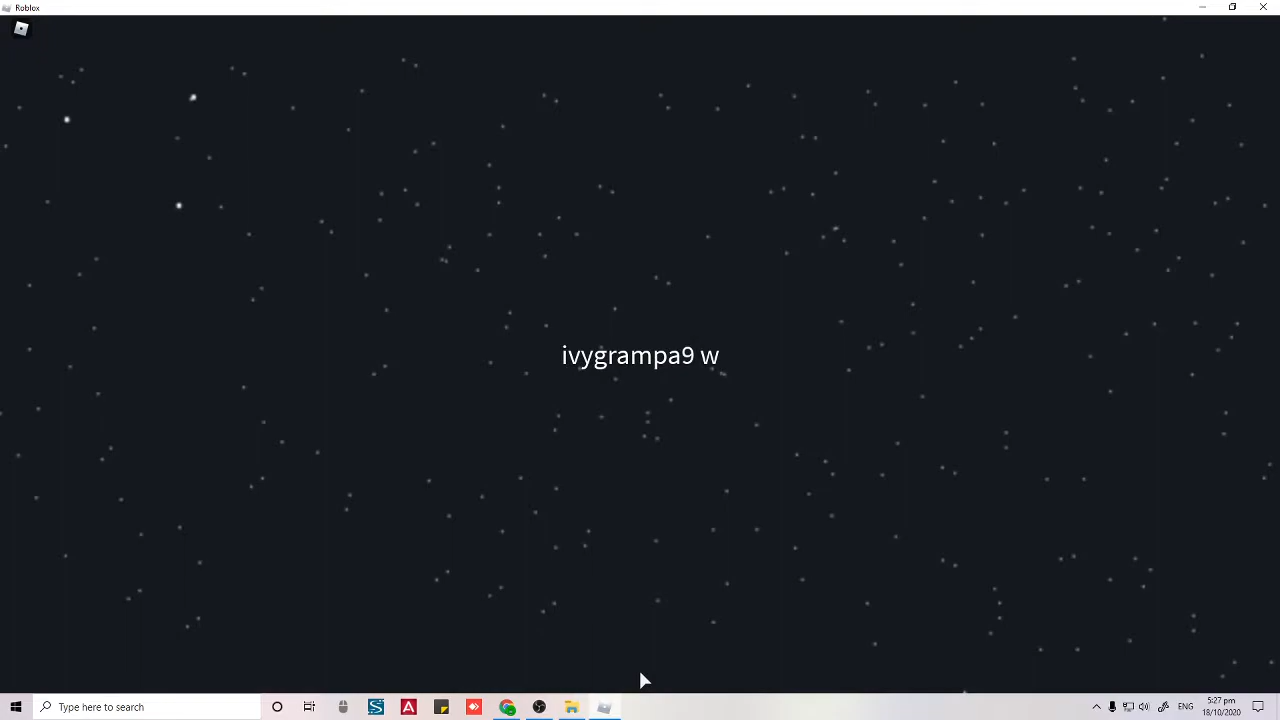 Roblox
ivygrampa9 w
Type here to search
ENG
5:27 pm
18/10/2020